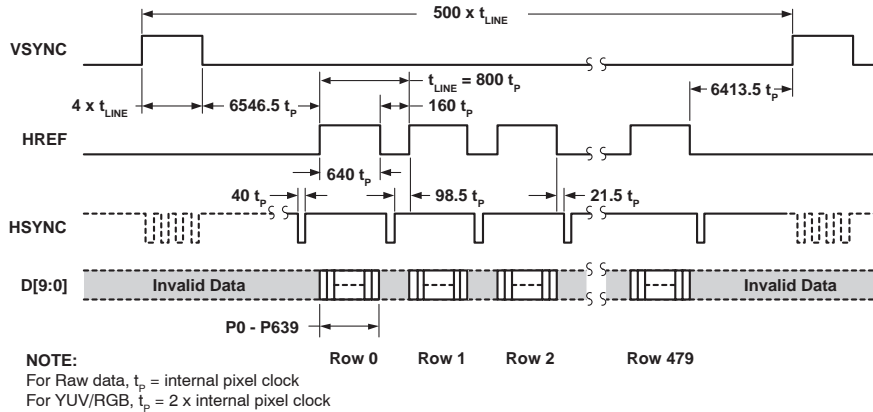 500 x tLINE
VSYNC
tLINE = 800 tP
4 x tLINE
6546.5 tP
160 tP
6413.5 tP
HREF
640 tP
40 tP
98.5 tP
21.5 tP
HSYNC
D[9:0]
Invalid Data
Invalid Data
P0 - P639
Row 0
Row 1
Row 2
Row 479
NOTE:
For Raw data, tP = internal pixel clock
For YUV/RGB, tP = 2 x internal pixel clock